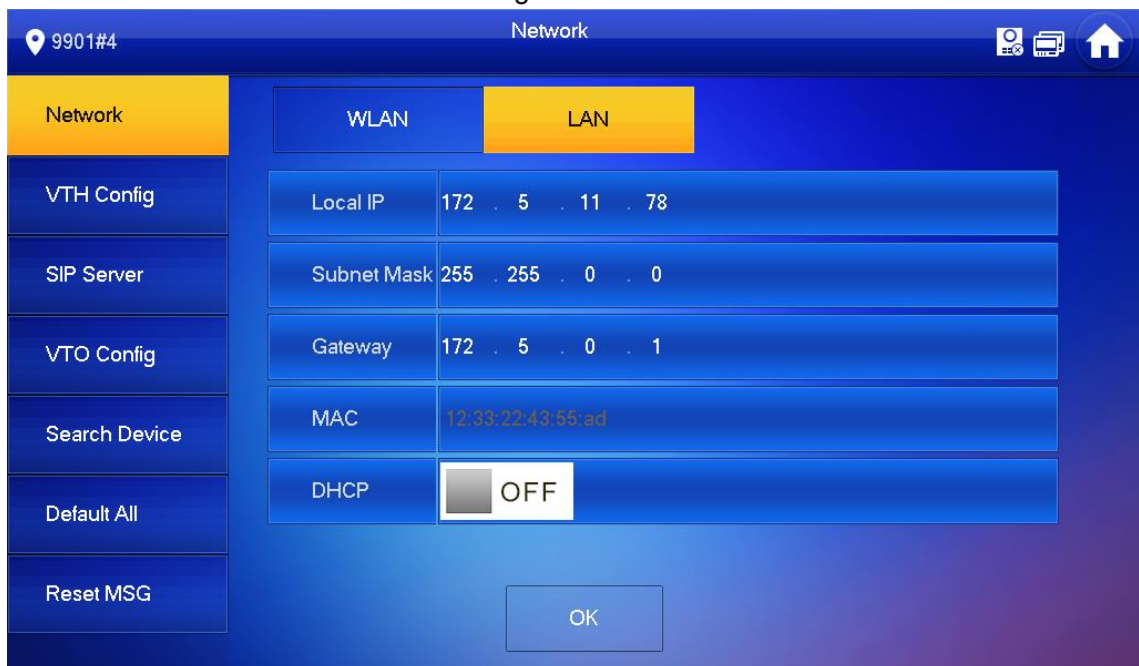 9901#4
Network
Network
WLAN
LAN
VTH Config
Local IP 172 . 5 . 11 . 78
SIP Server
Subnet Mask 255 . 255 . 0 . 0
VTO Config
Gateway 172 . 5 . 0 . 1
Search Device
MAC 12:33:22:43:55:ad
Default All
DHCP OFF
Reset MSG
OK